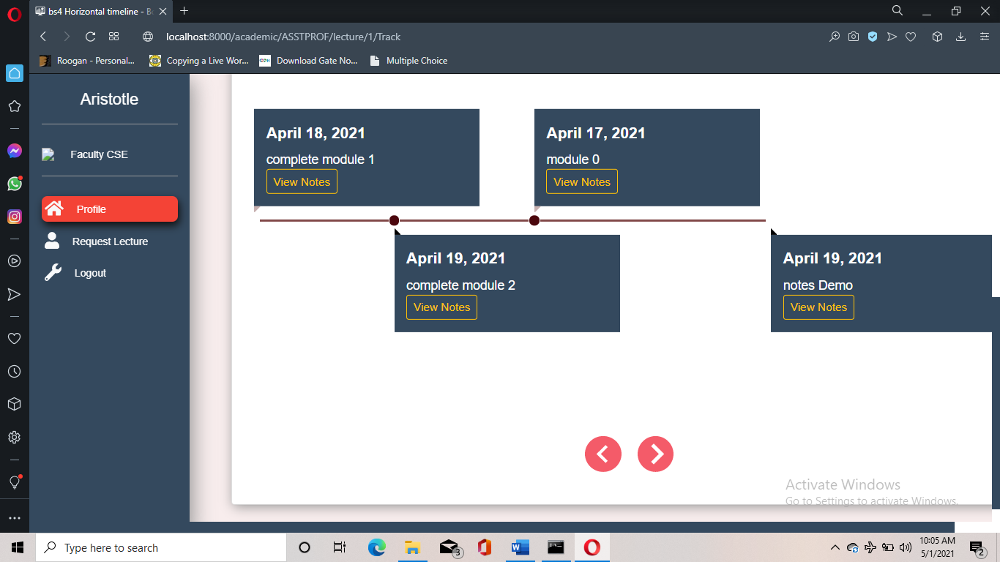 bs4 Horizontal timeline - Bo
localhost:8000/academic/ASSTPROF/lecture/1/Track
Roogan - Personal...
Copying a Live Wor...
Download Gate No...
Multiple Choice
Aristotle
Faculty CSE
Profile
Request Lecture
Logout
April 18, 2021
complete module 1
View Notes
April 17, 2021
module 0
View Notes
April 19, 2021
complete module 2
View Notes
April 19, 2021
notes Demo
View Notes
Activate Windows
Go to Settings to activate Windows.
Type here to search
3
10:05 AM
5/1/2021
2